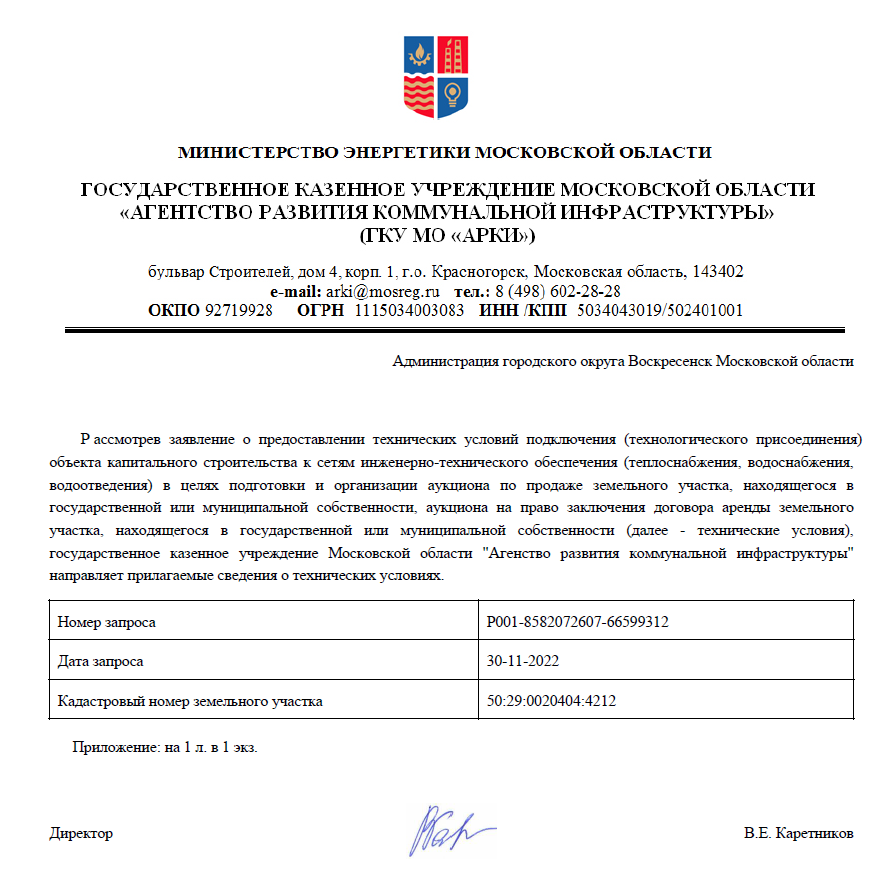 МИНИСТЕРСТВО ЭНЕРГЕТИКИ МОСКОВСКОЙ ОБЛАСТИ
ГОСУДАРСТВЕННОЕ КАЗЕННОЕ УЧРЕЖДЕНИЕ МОСКОВСКОЙ ОБЛАСТИ
«АГЕНТСТВО РАЗВИТИЯ КОММУНАЛЬНОЙ ИНФРАСТРУКТУРЫ»
(ГКУ МО «АРКИ»)
бульвар Строителей, дом 4, корп. 1, г.о. Красногорск, Московская область, 143402
e-mail: arki@mosreg.ru тел.: 8 (498) 602-28-28
ОКПО 92719928 ОГРН 1115034003083 ИНН /КПП 5034043019/502401001
Администрация городского округа Воскресенск Московской области
Р ассмотрев заявление о предоставлении технических условий подключения (технологического присоединения)
объекта капитального строительства к сетям инженерно-технического обеспечения (теплоснабжения, водоснабжения,
водоотведения) в целях подготовки и организации аукциона по продаже земельного участка, находящегося в
государственной или муниципальной собственности, аукциона на право заключения договора аренды земельного
участка, находящегося в государственной или муниципальной собственности (далее - технические условия),
государственное казенное учреждение Московской области "Агенство развития коммунальной инфраструктуры"
направляет прилагаемые сведения о технических условиях.
Номер запроса P001-8582072607-66599312
Дата запроса 30-11-2022
Кадастровый номер земельного участка 50:29:0020404:4212
Приложение: на 1 л. в 1 экз.
Директор В.Е. Каретников